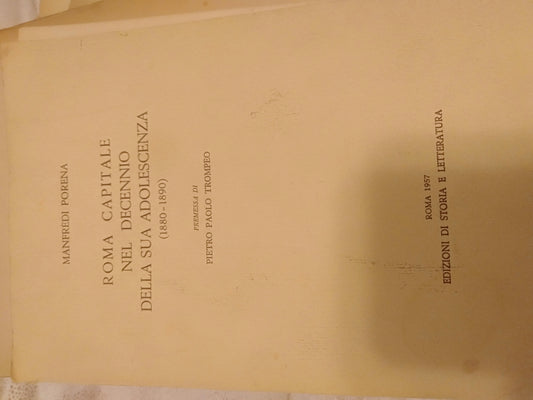 MANFREDI PORENA
ROMA CAPITALE
NEL DECENNIO
DELLA SUA ADOLESCENZA
(1880-1890)
PREMESSA DI
PIETRO PAOLO TROMPEO
ROMA 1957
EDIZIONI DI STORIA E LETTERATURA